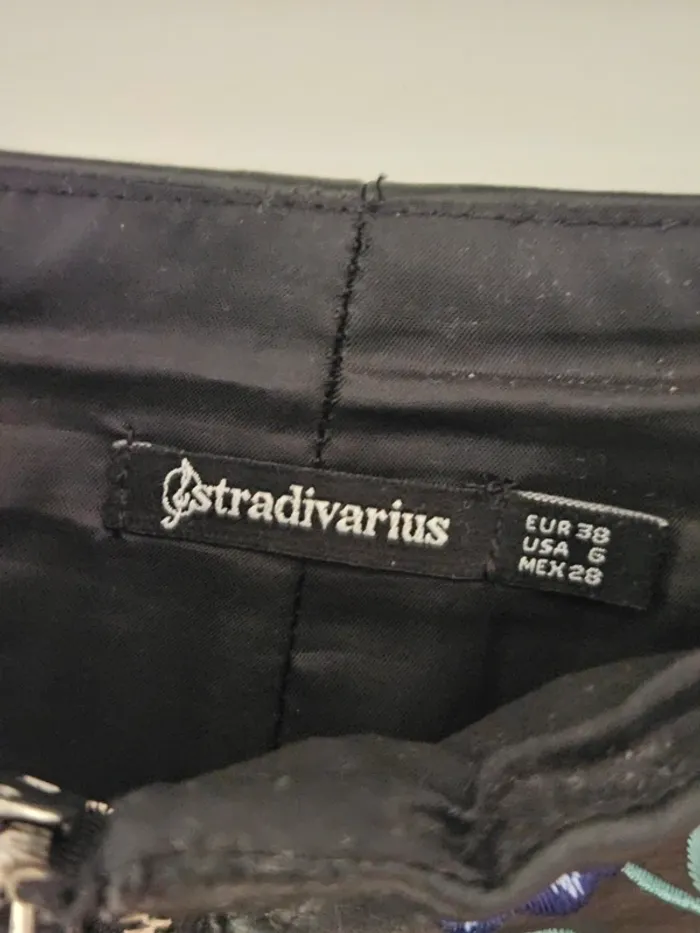 stradivarius
EUR 38
USA 6
MEX 28